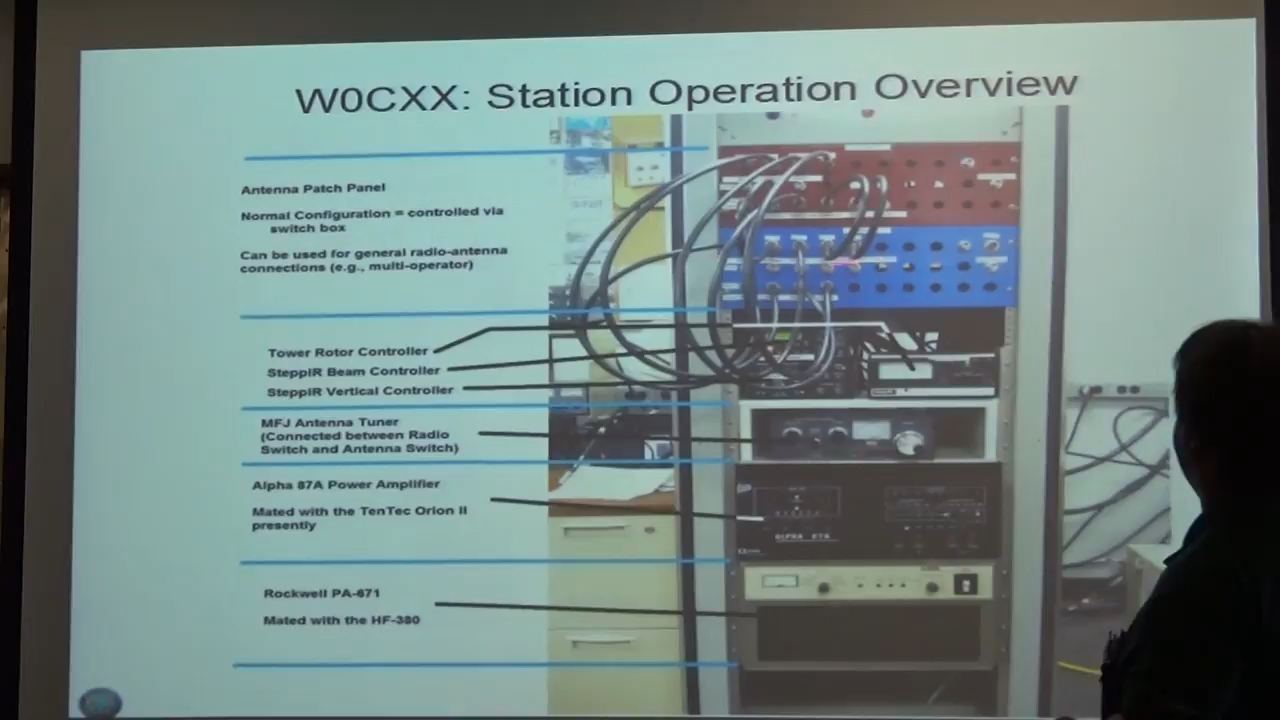 W0CXX: Station Operation Overview
Antenna Patch Panel
Normal Configuration = controlled via
switch box
Can be used for general radio-antenna
connections (e.g., multi-operator)
Tower Rotor Controller
SteppIR Beam Controller
SteppIR Vertical Controller
MFJ Antenna Tuner
(Connected between Radio
Switch and Antenna Switch)
Alpha 87A Power Amplifier
Mated with the TenTec Orion II
presently
ALPHA 87A
Rockwell PA-671
Mated with the HF-380